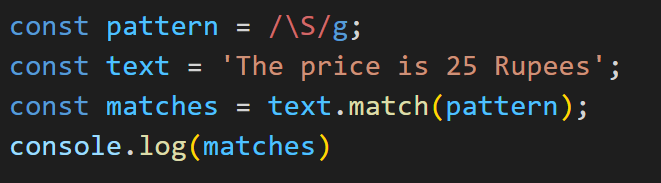 const pattern = /\S/g;
const text = 'The price is 25 Rupees';
const matches = text.match(pattern);
console.log(matches)